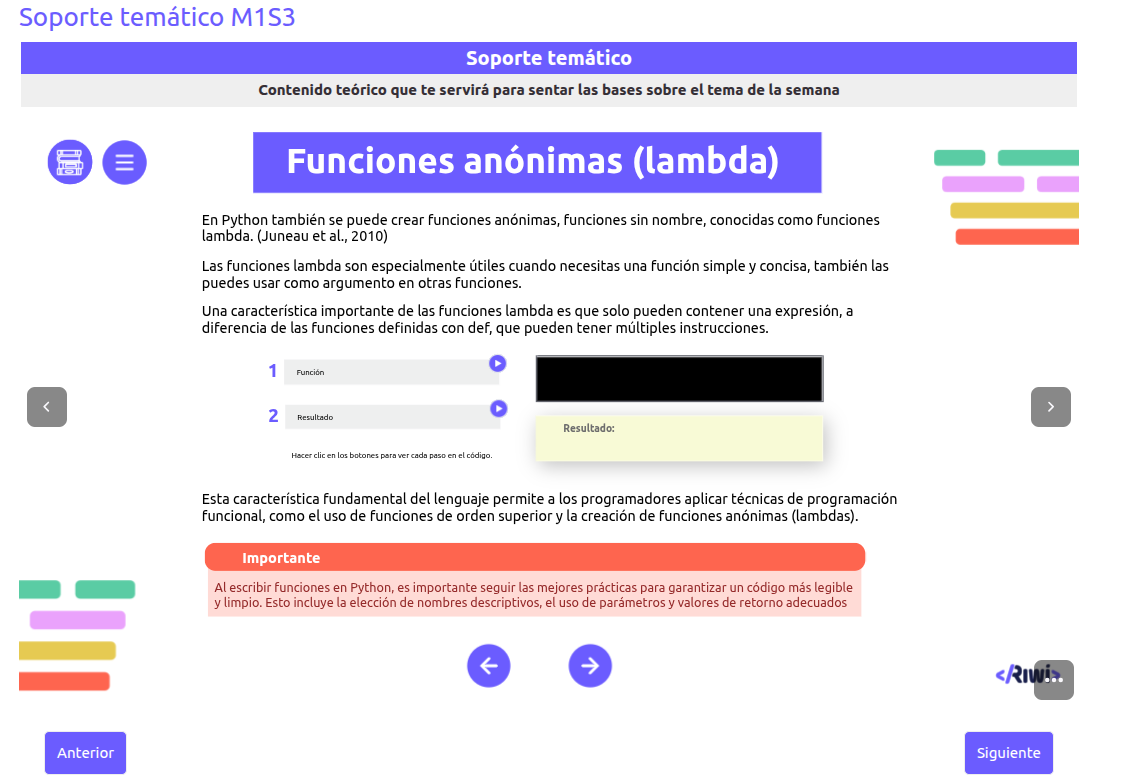 Soporte temático M1S3
Soporte temático
Contenido teórico que te servirá para sentar las bases sobre el tema de la semana
Funciones anónimas (lambda)
En Python también se puede crear funciones anónimas, funciones sin nombre, conocidas como funciones
lambda. (Juneau et al., 2010)
Las funciones lambda son especialmente útiles cuando necesitas una función simple y concisa, también las
puedes usar como argumento en otras funciones.
Una característica importante de las funciones lambda es que solo pueden contener una expresión, a
diferencia de las funciones definidas con def, que pueden tener múltiples instrucciones.
1 Función
2 Resultado
Hacer clic en los botones para ver cada paso en el código.
Resultado:
Esta característica fundamental del lenguaje permite a los programadores aplicar técnicas de programación
funcional, como el uso de funciones de orden superior y la creación de funciones anónimas (lambdas).
Importante
Al escribir funciones en Python, es importante seguir las mejores prácticas para garantizar un código más legible
y limpio. Esto incluye la elección de nombres descriptivos, el uso de parámetros y valores de retorno adecuados
</Riwi>
Anterior
Siguiente